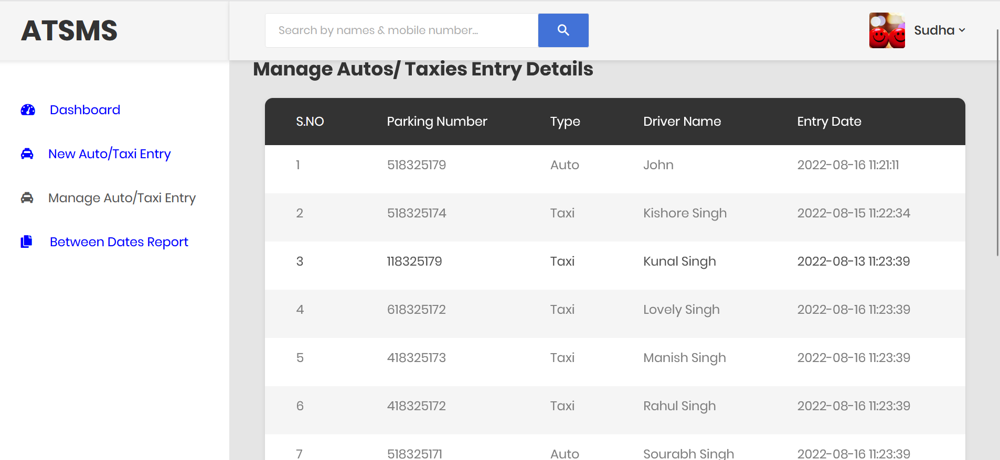 ATSMS
Search by names & mobile number...
Sudha
Manage Autos/ Taxies Entry Details
Dashboard
New Auto/Taxi Entry
Manage Auto/Taxi Entry
Between Dates Report
S.NO Parking Number Type Driver Name Entry Date
1 518325179 Auto John 2022-08-16 11:21:11
2 518325174 Taxi Kishore Singh 2022-08-15 11:22:34
3 118325179 Taxi Kunal Singh 2022-08-13 11:23:39
4 618325172 Taxi Lovely Singh 2022-08-16 11:23:39
5 418325173 Taxi Manish Singh 2022-08-16 11:23:39
6 418325172 Taxi Rahul Singh 2022-08-16 11:23:39
7 518325171 Auto Sourabh Singh 2022-08-16 11:23:39